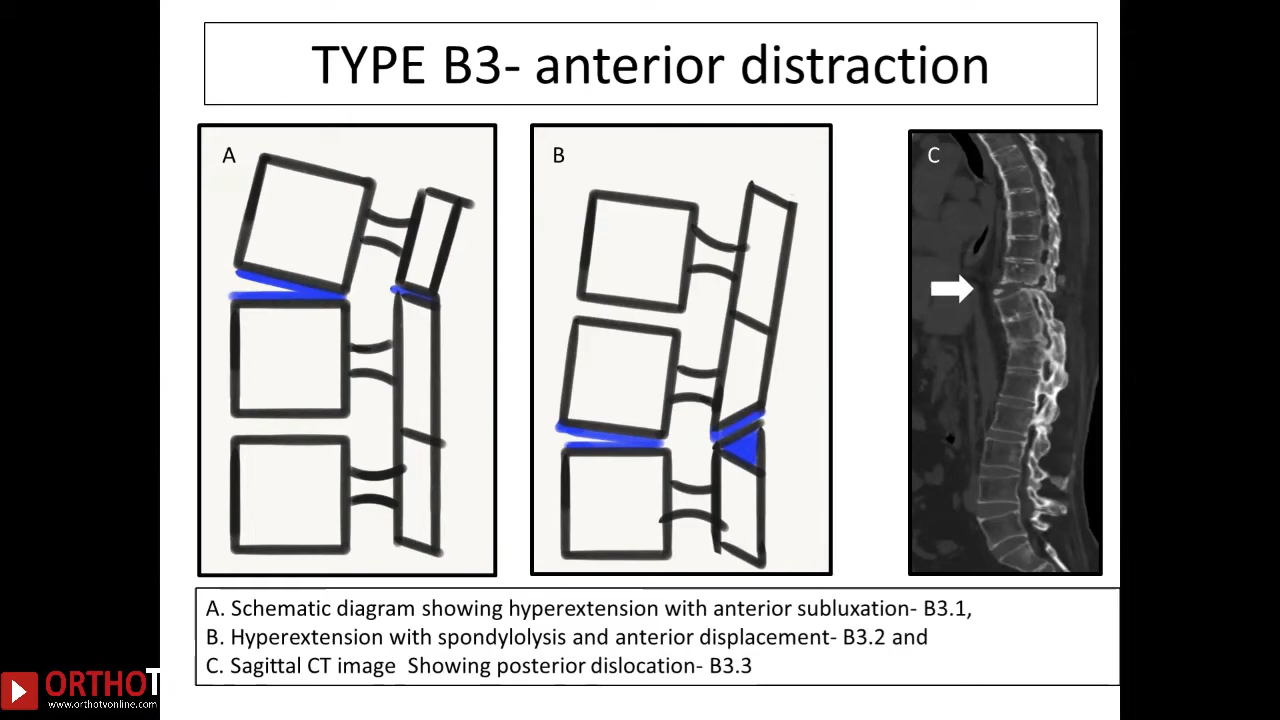 TYPE B3- anterior distraction
A
B
C
A. Schematic diagram showing hyperextension with anterior subluxation- B3.1,
B. Hyperextension with spondylolysis and anterior displacement- B3.2 and
C. Sagittal CT image Showing posterior dislocation- B3.3
ORTHOT
www.orthotvonline.com